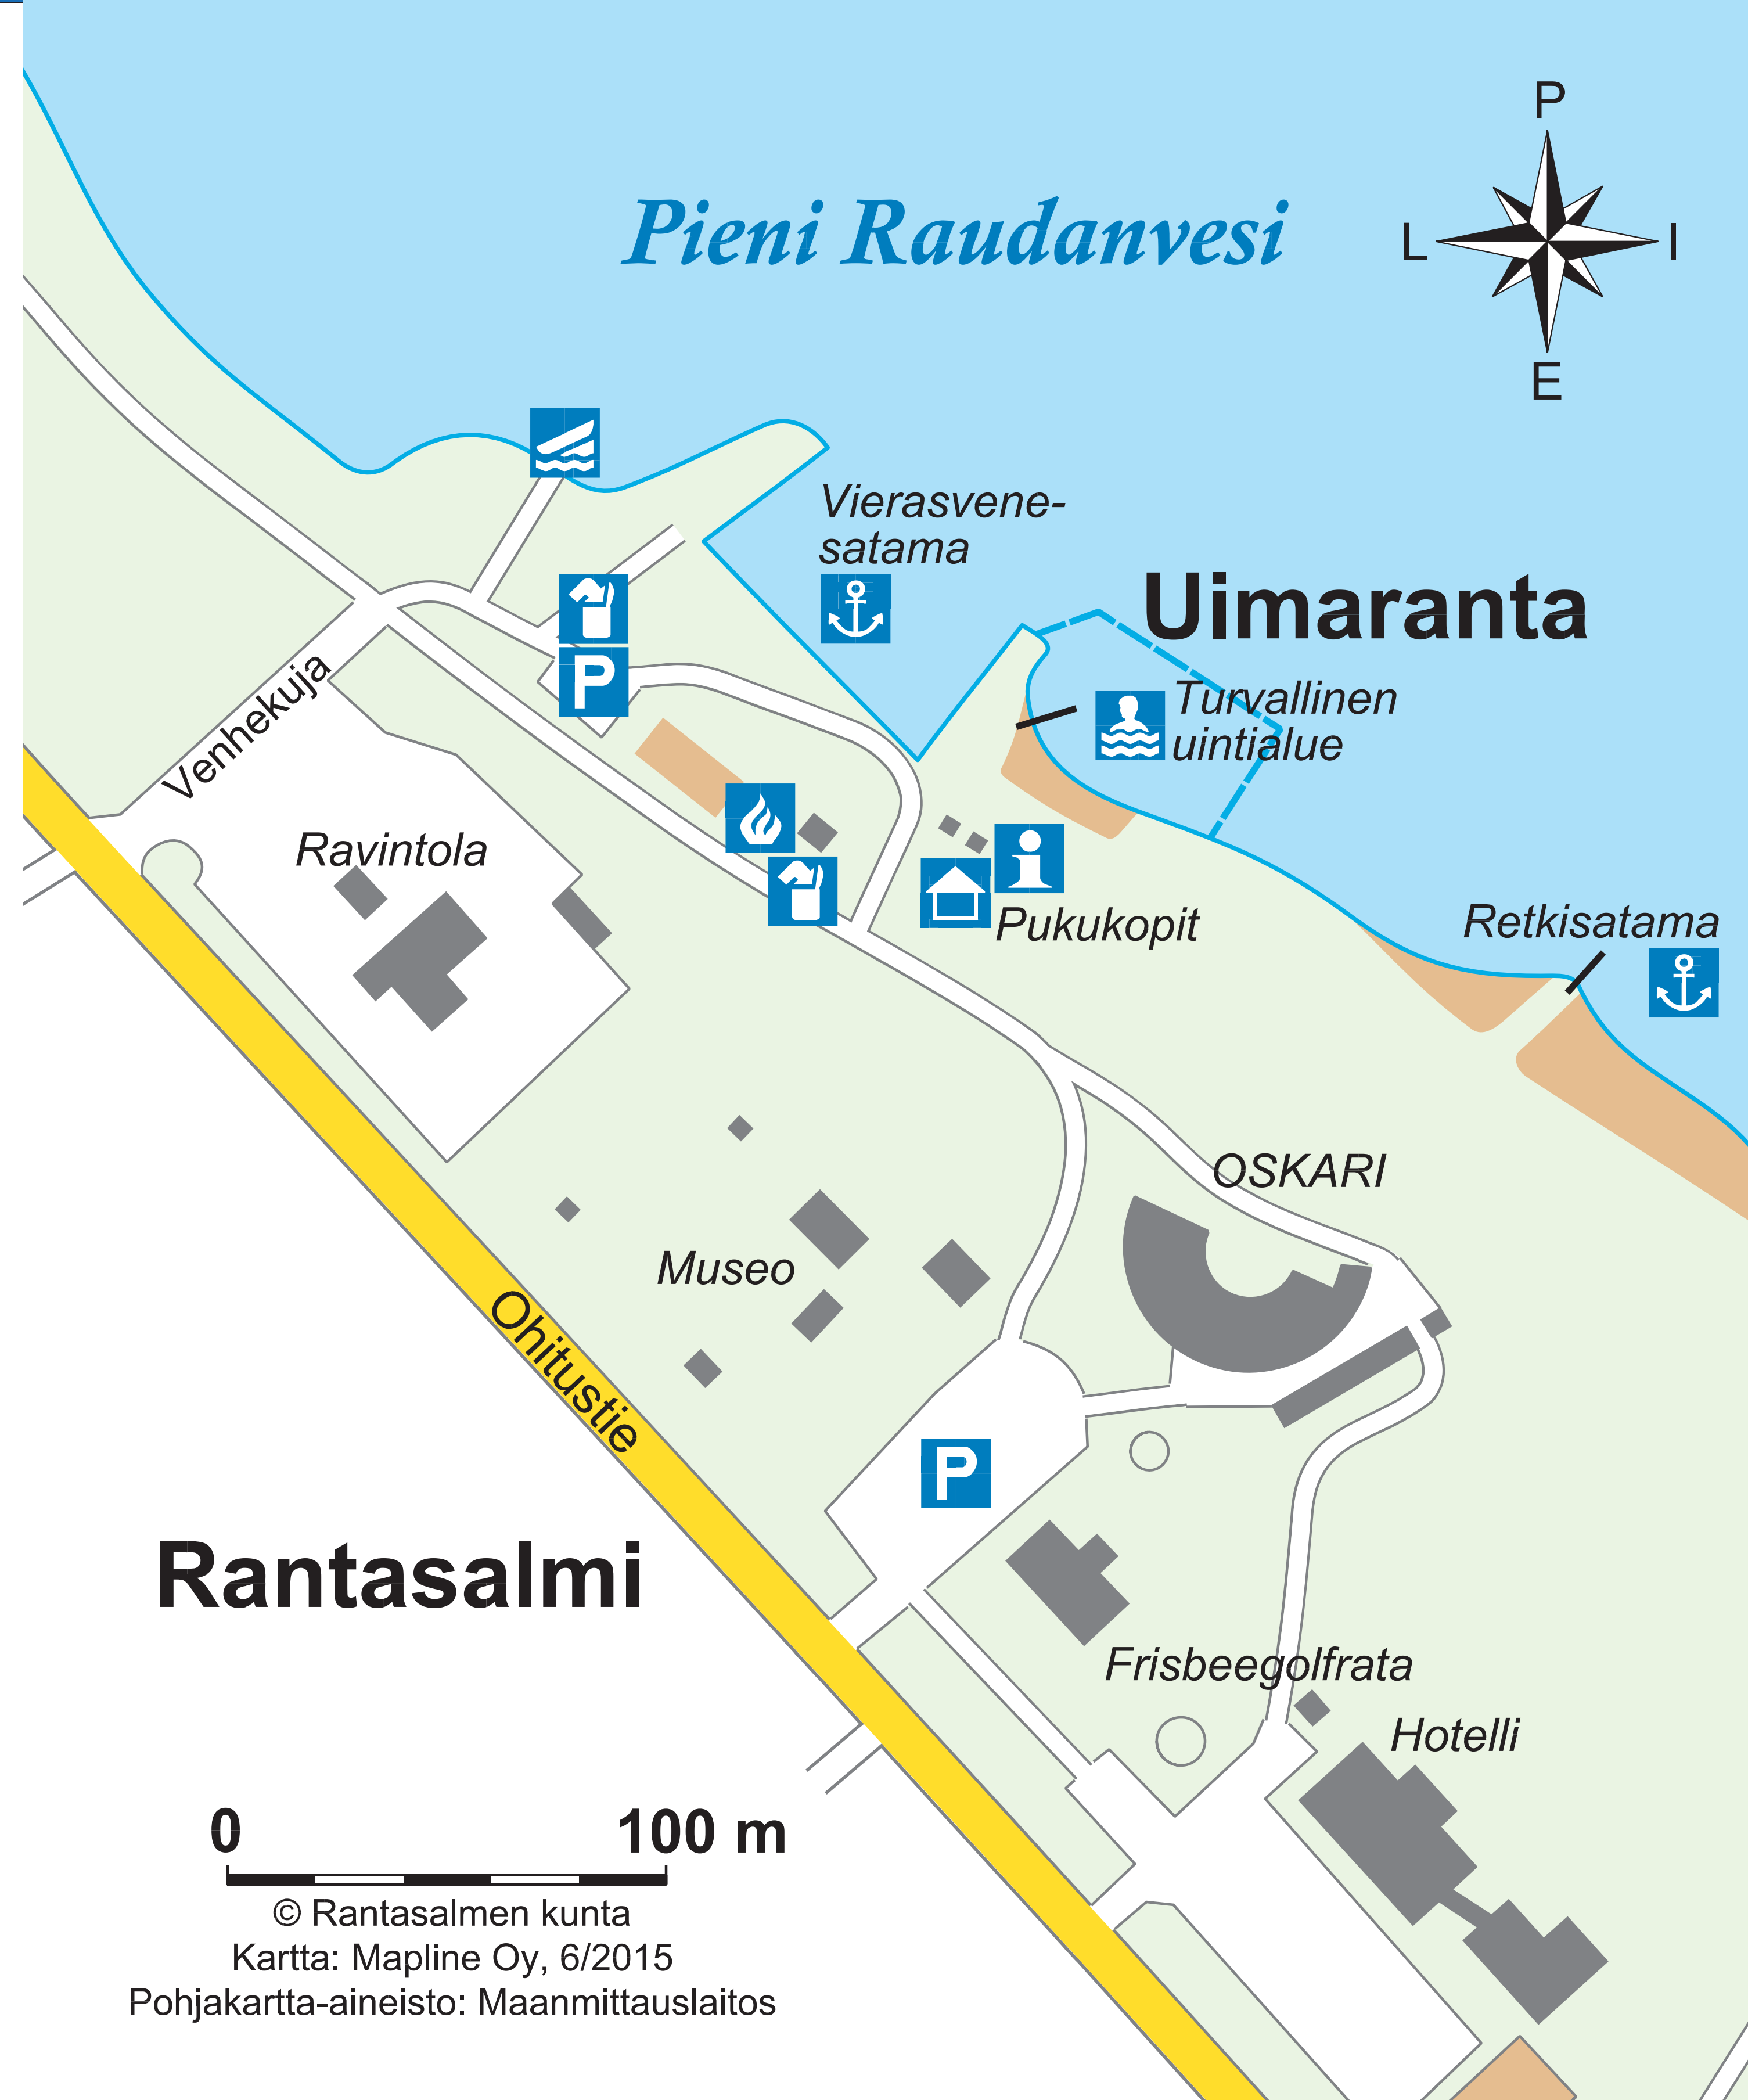 P
L
I
E
Pieni Raudanvesi
Vierasvene-
satama
Uimaranta
Turvallinen
uintialue
P
Venhekuja
Ravintola
i
Pukukopit
Retkisatama
OSKARI
Museo
Ohitustie
P
Rantasalmi
Frisbeegolfrata
Hotelli
0 100 m
© Rantasalmen kunta
Kartta: Mapline Oy, 6/2015
Pohjakartta-aineisto: Maanmittauslaitos